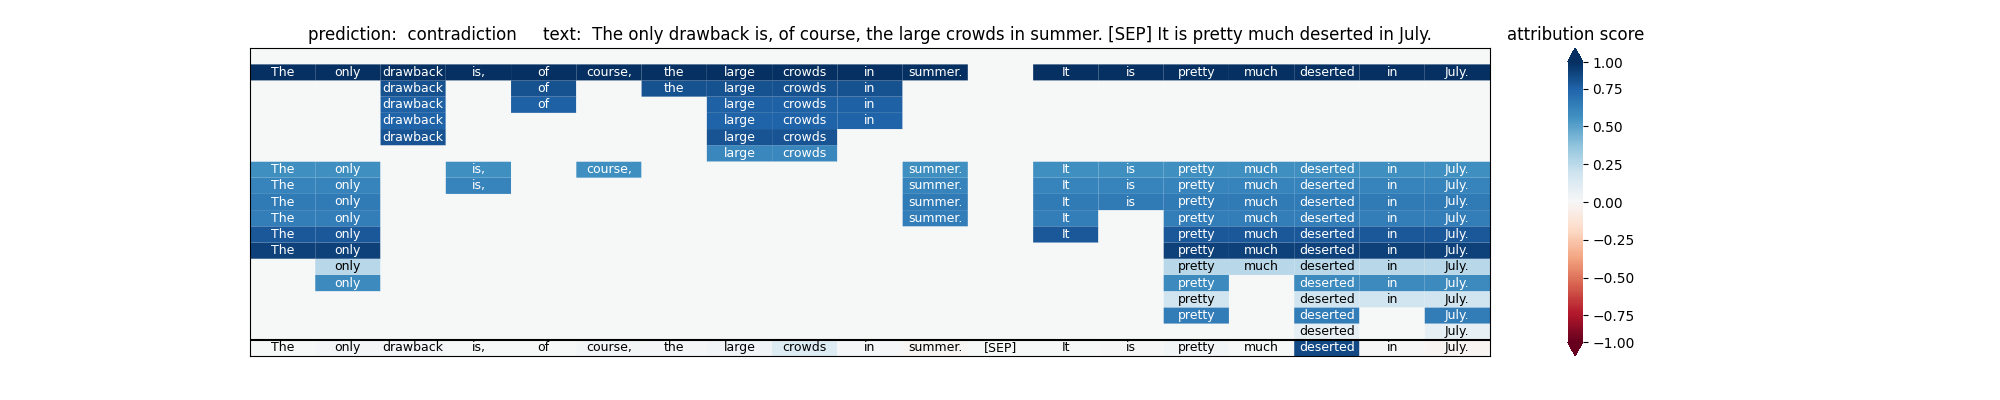 prediction:  contradiction     text:  The only drawback is, of course, the large crowds in summer. [SEP] It is pretty much deserted in July.
attribution score
The only drawback is, of course, the large crowds in summer. It is pretty much deserted in July.
drawback of the large crowds in
drawback of large crowds in
drawback large crowds in
drawback large crowds
large crowds
The only is, course, summer. It is pretty much deserted in July.
The only is, summer. It is pretty much deserted in July.
The only summer. It is pretty much deserted in July.
The only summer. It pretty much deserted in July.
The only It pretty much deserted in July.
The only pretty much deserted in July.
only pretty much deserted in July.
only pretty deserted in July.
pretty deserted in July.
pretty deserted July.
deserted July.
The only drawback is, of course, the large crowds in summer. [SEP] It is pretty much deserted in July.
1.00
0.75
0.50
0.25
0.00
−0.25
−0.50
−0.75
−1.00